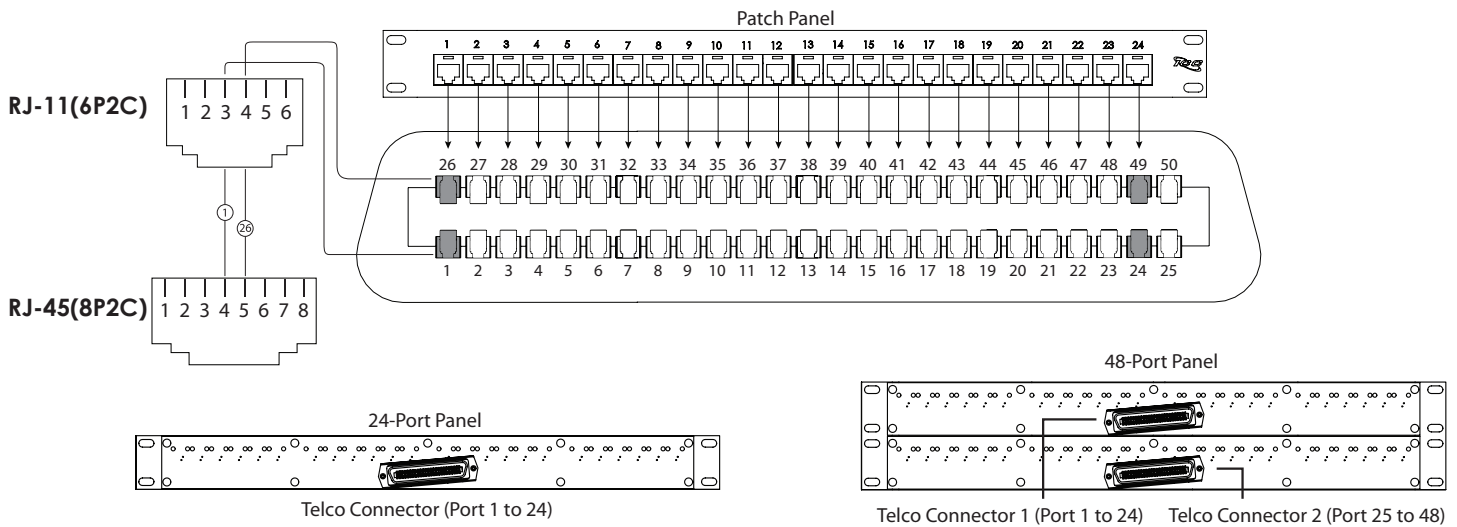 Patch Panel
1 2 3 4 5 6 7 8 9 10 11 12 13 14 15 16 17 18 19 20 21 22 23 24
RJ-11(6P2C)
1 2 3 4 5 6
26 27 28 29 30 31 32 33 34 35 36 37 38 39 40 41 42 43 44 45 46 47 48 49 50
1
26
1 2 3 4 5 6 7 8 9 10 11 12 13 14 15 16 17 18 19 20 21 22 23 24 25
RJ-45(8P2C)
1 2 3 4 5 6 7 8
24-Port Panel
Telco Connector (Port 1 to 24)
48-Port Panel
Telco Connector 1 (Port 1 to 24)
Telco Connector 2 (Port 25 to 48)